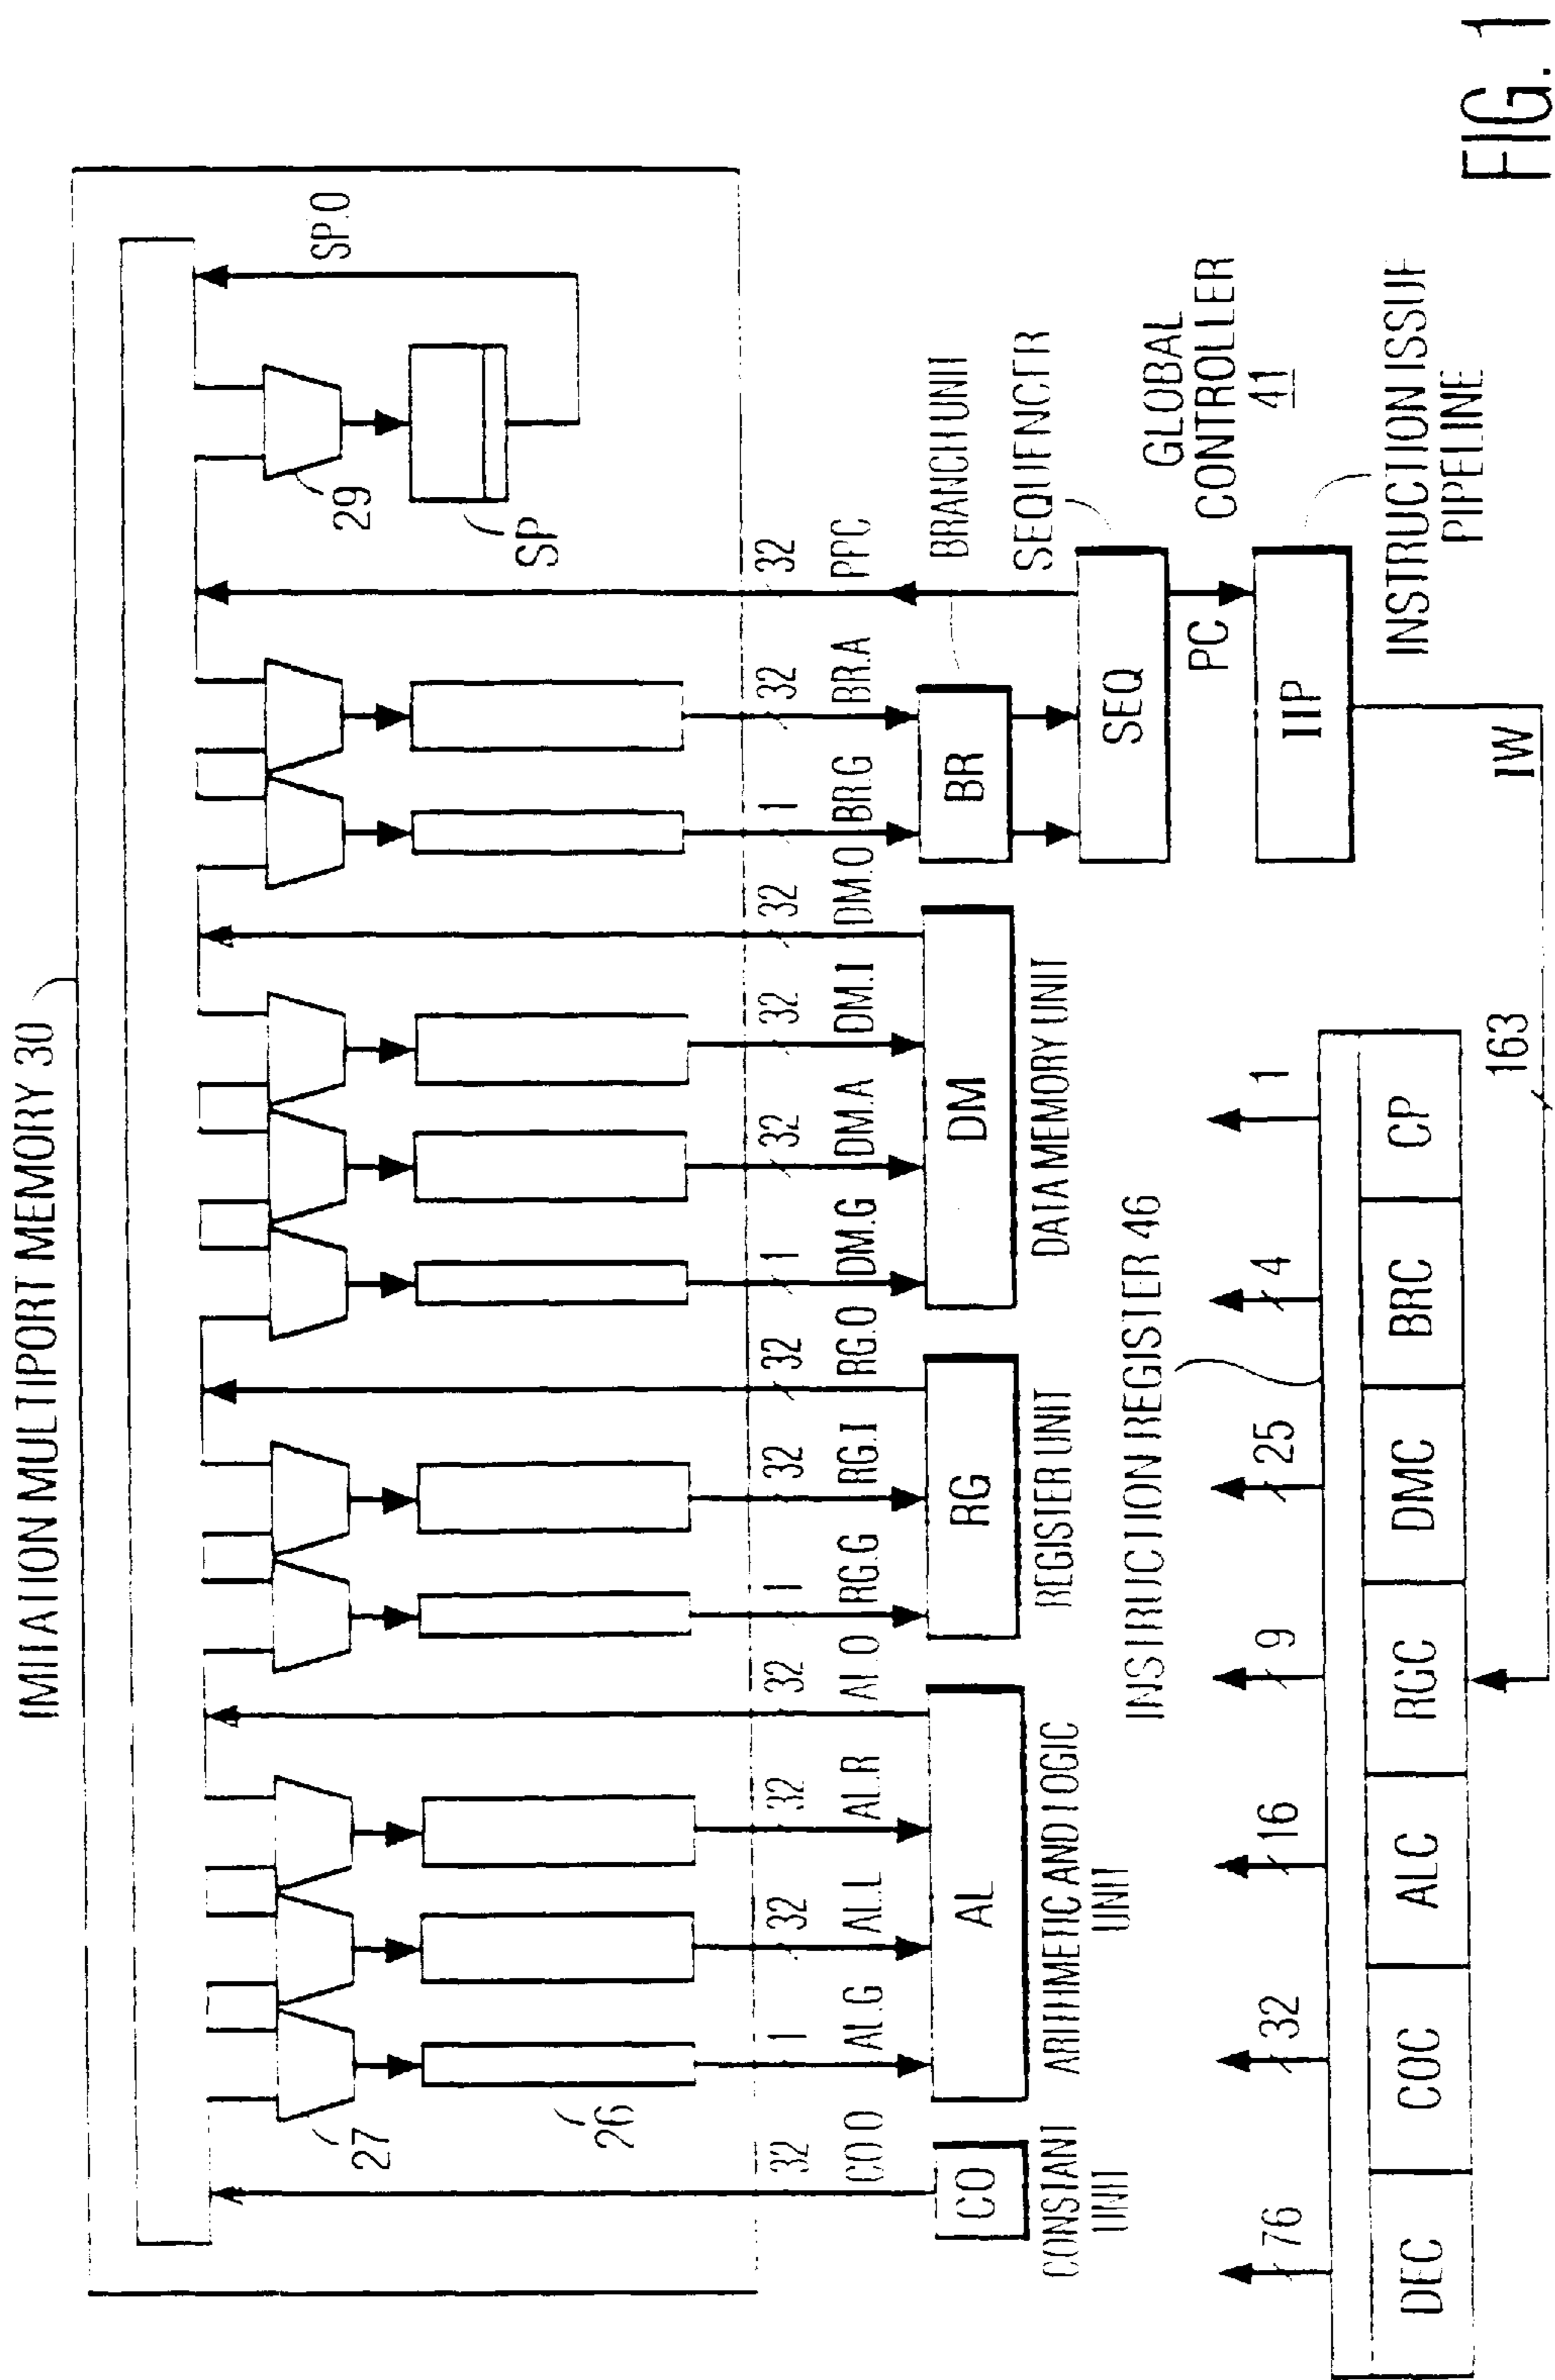 IMITATION MULTIPORT MEMORY 30
SP.O
29
SP
27
26
32
1
32
32
32
1
32
32
1
32
32
32
1
32
32
CO.O
AL.G
AL.L
AL.R
AL.O
RG.G
RG.I
RG.O
DM.G
DM.A
DM.I
DM.O
BR.G
BR.A
PPC
CO
AL
RG
DM
BR
BRANCH UNIT
CONSTANT
UNIT
ARITHMETIC AND LOGIC
UNIT
REGISTER UNIT
DATA MEMORY UNIT
SEQUENCER
SEQ
PC
GLOBAL
CONTROLLER
41
IIP
INSTRUCTION ISSUE
PIPELINE
IW
INSTRUCTION REGISTER 46
76
32
16
9
25
4
1
DEC
COC
ALC
RGC
DMC
BRC
CP
163
FIG. 1